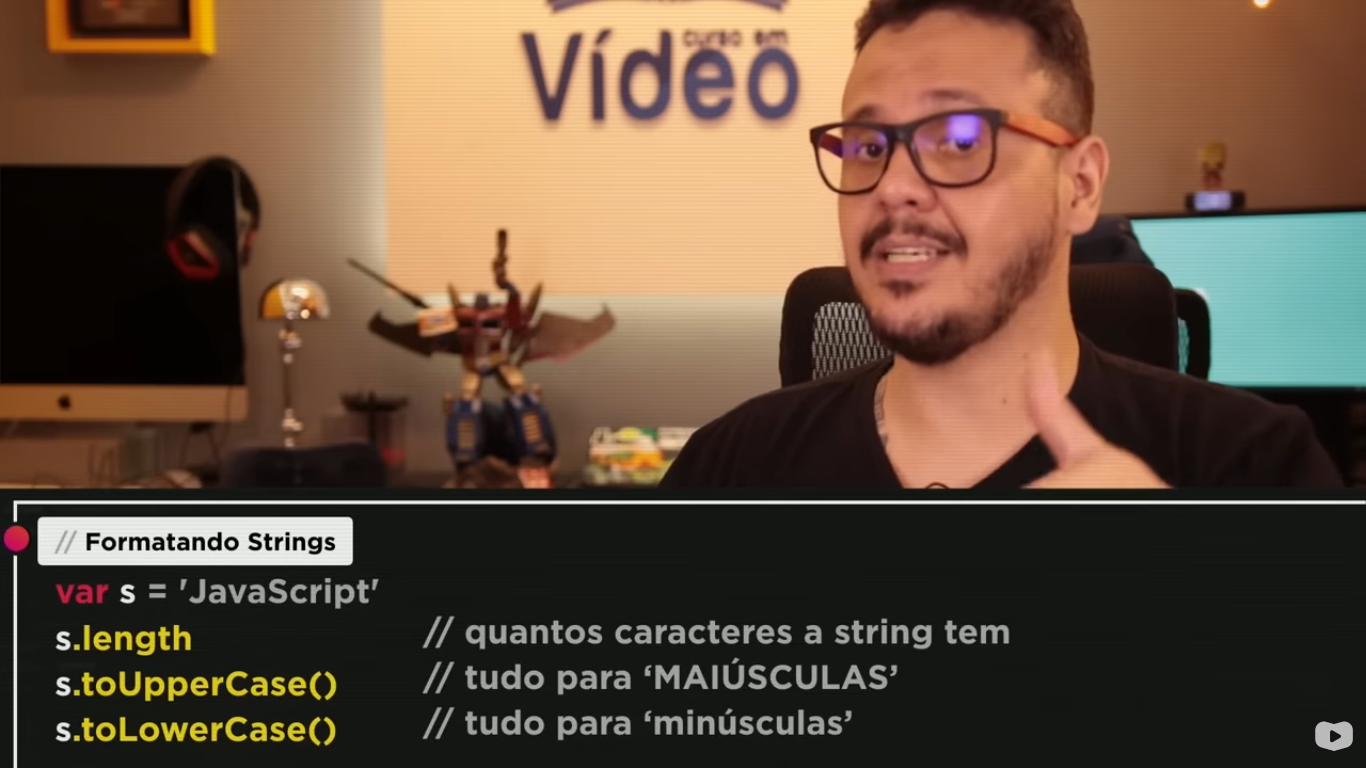 curso em
Vídeo
// Formatando Strings
var s = 'JavaScript'
s.length // quantos caracteres a string tem
s.toUpperCase() // tudo para ‘MAIÚSCULAS’
s.toLowerCase() // tudo para ‘minúsculas’